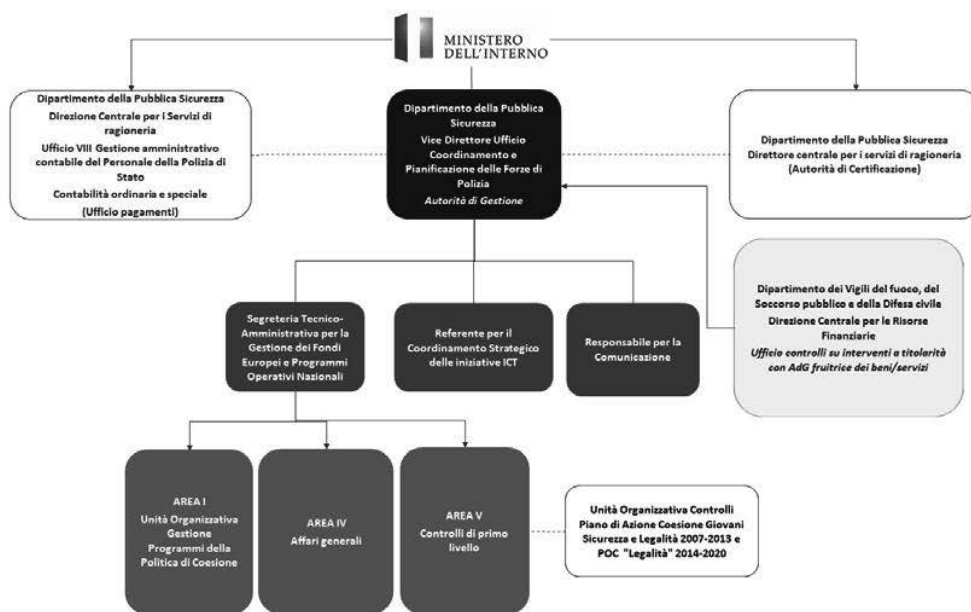 MINISTERO
DELL'INTERNO
Dipartimento della Pubblica Sicurezza
Direzione Centrale per i Servizi di
ragioneria
Ufficio VIII Gestione amministrativo
contabile del Personale della Polizia di
Stato
Contabilità ordinaria e speciale
(Ufficio pagamenti)
Dipartimento della Pubblica
Sicurezza
Vice Direttore Ufficio
Coordinamento e
Pianificazione delle Forze di
Polizia
Autorità di Gestione
Dipartimento della Pubblica Sicurezza
Direttore centrale per i servizi di ragioneria
(Autorità di Certificazione)
Dipartimento dei Vigili del fuoco, del
Soccorso pubblico e della Difesa civile
Direzione Centrale per le Risorse
Finanziarie
Ufficio controlli su interventi a titolarità
con AdG fruitrice dei beni/servizi
Segreteria Tecnico-
Amministrativa per la
Gestione dei Fondi
Europei e Programmi
Operativi Nazionali
Referente per il
Coordinamento Strategico
delle iniziative ICT
Responsabile per la
Comunicazione
AREA I
Unità Organizzativa
Gestione
Programmi della
Politica di Coesione
AREA IV
Affari generali
AREA V
Controlli di primo
livello
Unità Organizzativa Controlli
Piano di Azione Coesione Giovani
Sicurezza e Legalità 2007-2013 e
POC "Legalità" 2014-2020